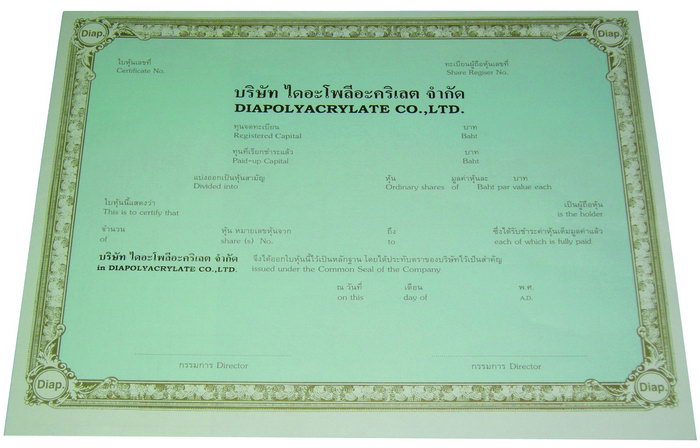 Diap. Diap.
ใบหุ้นเลขที่ ทะเบียนผู้ถือหุ้นเลขที่
Certificate No. Share Regiser No.
บริษัท ไดอะโพลีอะคริเลต จำกัด
DIAPOLYACRYLATE CO.,LTD.
ทุนจดทะเบียน บาท
Registered Capital Baht
ทุนที่เรียกชำระแล้ว บาท
Paid-up Capital Baht
แบ่งออกเป็นหุ้นสามัญ หุ้น มูลค่าหุ้นละ บาท
Divided into Ordinary shares of Baht par value each
ใบหุ้นนี้แสดงว่า เป็นผู้ถือหุ้น
This is to certify that is the holder
จำนวน หุ้น หมายเลขหุ้นจาก ถึง ซึ่งได้รับชำระค่าหุ้นเต็มมูลค่าแล้ว
of share (s) No. to each of which is fully paid
บริษัท ไดอะโพลีอะคริเลต จำกัด จึงได้ออกใบหุ้นนี้ไว้เป็นหลักฐาน โดยได้ประทับตราของบริษัทไว้เป็นสำคัญ
in DIAPOLYACRYLATE CO.,LTD. issued under the Common Seal of the Company
ณ วันที่ เดือน พ.ศ.
on this day of A.D.
กรรมการ Director กรรมการ Director
Diap. Diap.